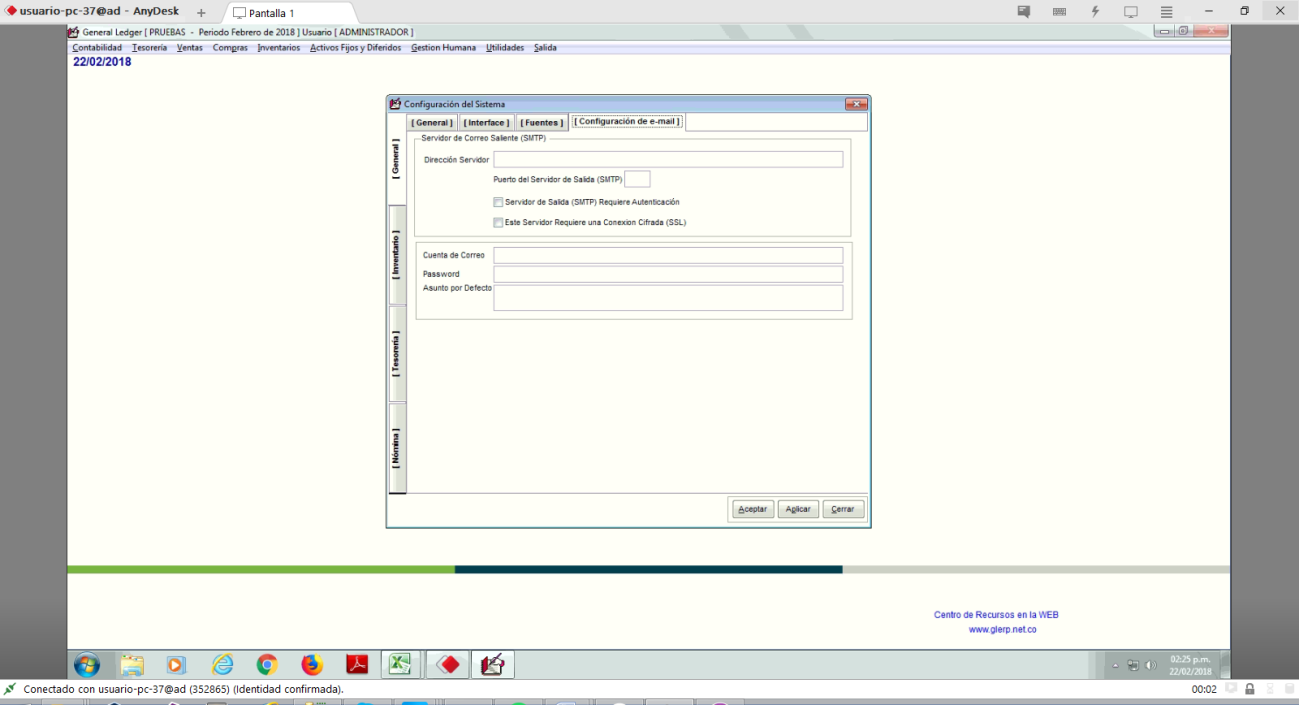 usuario-pc-37@ad - AnyDesk
Pantalla 1
General Ledger [ PRUEBAS - Periodo Febrero de 2018 ] Usuario [ ADMINISTRADOR ]
Contabilidad Tesorería Ventas Compras Inventarios Activos Fijos y Diferidos Gestion Humana Utilidades Salida
22/02/2018
Configuración del Sistema
[ General ] [ Interface ] [ Fuentes ] [ Configuración de e-mail ]
[ General ]
[ Inventario ]
[ Tesorería ]
[ Nómina ]
Servidor de Correo Saliente (SMTP)
Dirección Servidor
Puerto del Servidor de Salida (SMTP)
Servidor de Salida (SMTP) Requiere Autenticación
Este Servidor Requiere una Conexion Cifrada (SSL)
Cuenta de Correo
Password
Asunto por Defecto
Aceptar Aplicar Cerrar
Centro de Recursos en la WEB
www.glerp.net.co
02:25 p.m.
22/02/2018
Conectado con usuario-pc-37@ad (352865) (Identidad confirmada).
00:02